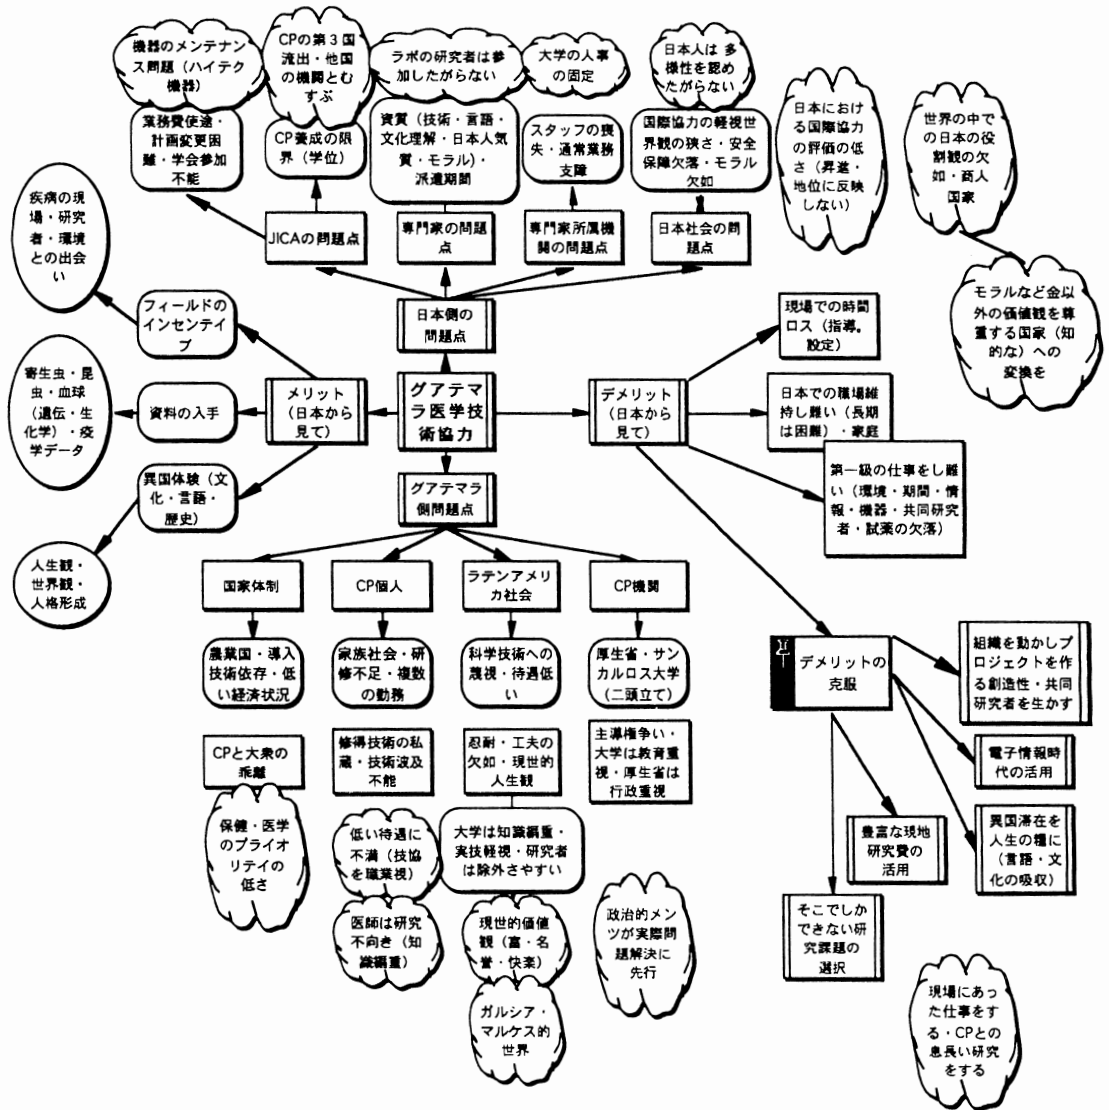 機器のメンテナン
ス問題（ハイテク
機器）
CPの第３国
流出・他国
の機関とむ
すぶ
ラボの研究者は参
加したがらない
大学の人事
の固定
日本人は 多
様性を認め
たがらない
日本におけ
る国際協力
の評価の低
さ（昇進・
地位に反映
しない）
世界の中で
の日本の役
割観の欠
如・商人
国家
モラルなど金以
外の価値観を尊
重する国家（知
的な）への
変換を
業務費使途・
計画変更困
難・学会参加
不能
CP養成の限
界（学位）
資質（技術・言語・
文化理解・日本人気
質・モラル）・
派遣期間
スタッフの喪
失・通常業務
支障
国際協力の軽視世
界観の狭さ・安全
保障欠落・モラル
欠如
JICAの問題点
専門家の問題
点
専門家所属機
関の問題点
日本社会の問
題点
日本側の
問題点
疾病の現
場・研究
者・環境
との出会
い
フィールドの
インセンテイ
ブ
寄生虫・昆
虫・血球
（遺伝・生
化学）・疫
学データ
資料の入手
異国体験（文
化・言語・
歴史）
人生観・
世界観・
人格形成
メリット
（日本から
見て）
グアテマ
ラ医学技
術協力
デメリット
（日本から
見て）
現場での時間
ロス（指導。
設定）
日本での職場維
持し難い（長期
は困難）・家庭
第一級の仕事をし難
い（環境・期間・情
報・機器・共同研究
者・試薬の欠落）
グアテマラ
側問題点
国家体制
CP個人
ラテンアメリ
カ社会
CP機関
農業国・導入
技術依存・低
い経済状況
家族社会・研
修不足・複数
の勤務
科学技術への
蔑視・待遇低
い
厚生省・サン
カルロス大学
（二頭立て）
CPと大衆の
乖離
修得技術の私
蔵・技術波及
不能
忍耐・工夫の
欠如・現世的
人生観
主導権争い・
大学は教育重
視・厚生省は
行政重視
保健・医学
のプライオ
リテイの
低さ
低い待遇に
不満（技協
を職業視）
大学は知識編重・
実技軽視・研究者
は除外さやすい
医師は研究
不向き（知
識編重）
現世的価値
観（富・名
誉・快楽）
ガルシア・
マルケス的
世界
政治的メン
ツが実際問
題解決に
先行
デメリットの
克服
組織を動かしプ
ロジェクトを作
る創造性・共同
研究者を生かす
電子情報時
代の活用
異国滞在を
人生の糧に
（言語・文
化の吸収）
豊富な現地
研究費の
活用
そこでしか
できない研
究課題の
選択
現場にあっ
た仕事をす
る・CPとの
息長い研究
をする